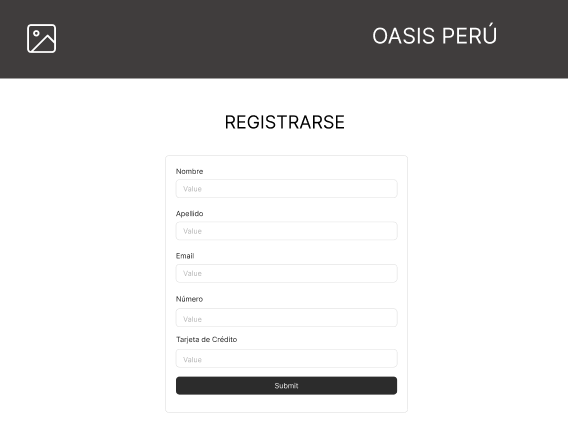 OASIS PERÚ
REGISTRARSE
Nombre
Value
Apellido
Value
Email
Value
Número
Value
Tarjeta de Crédito
Value
Submit